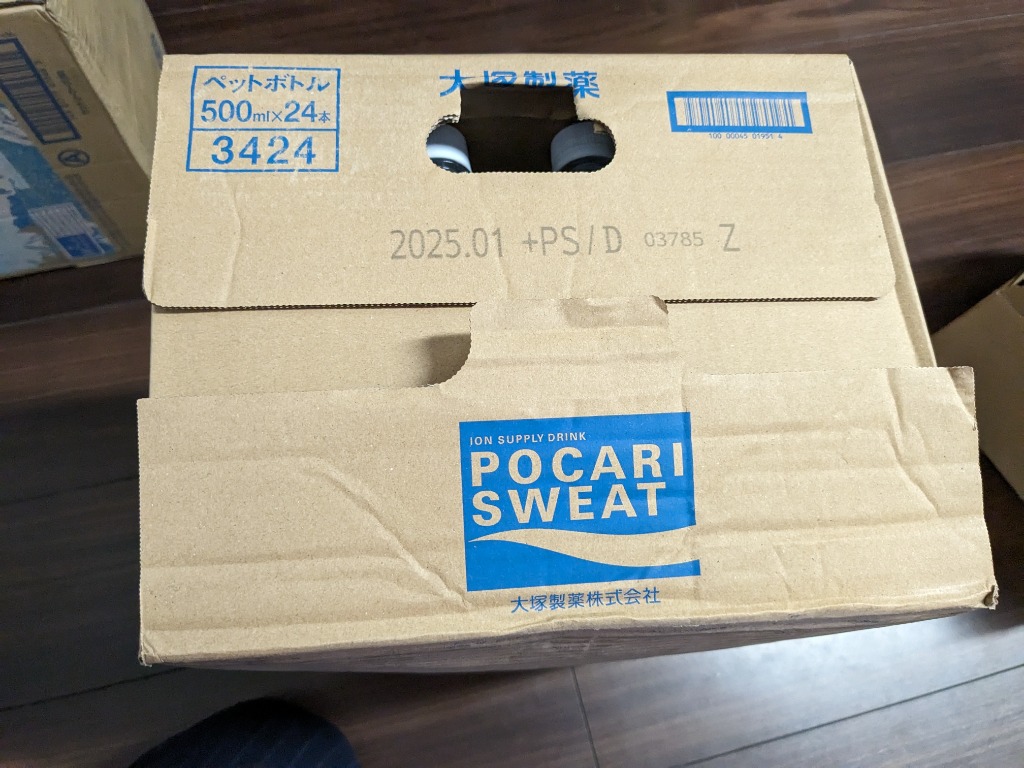 ペットボトル
500ml×24本
3424
大塚製薬
100 00045 01951 4
2025.01 +PS/D 03785 Z
ION SUPPLY DRINK
POCARI
SWEAT
大塚製薬株式会社